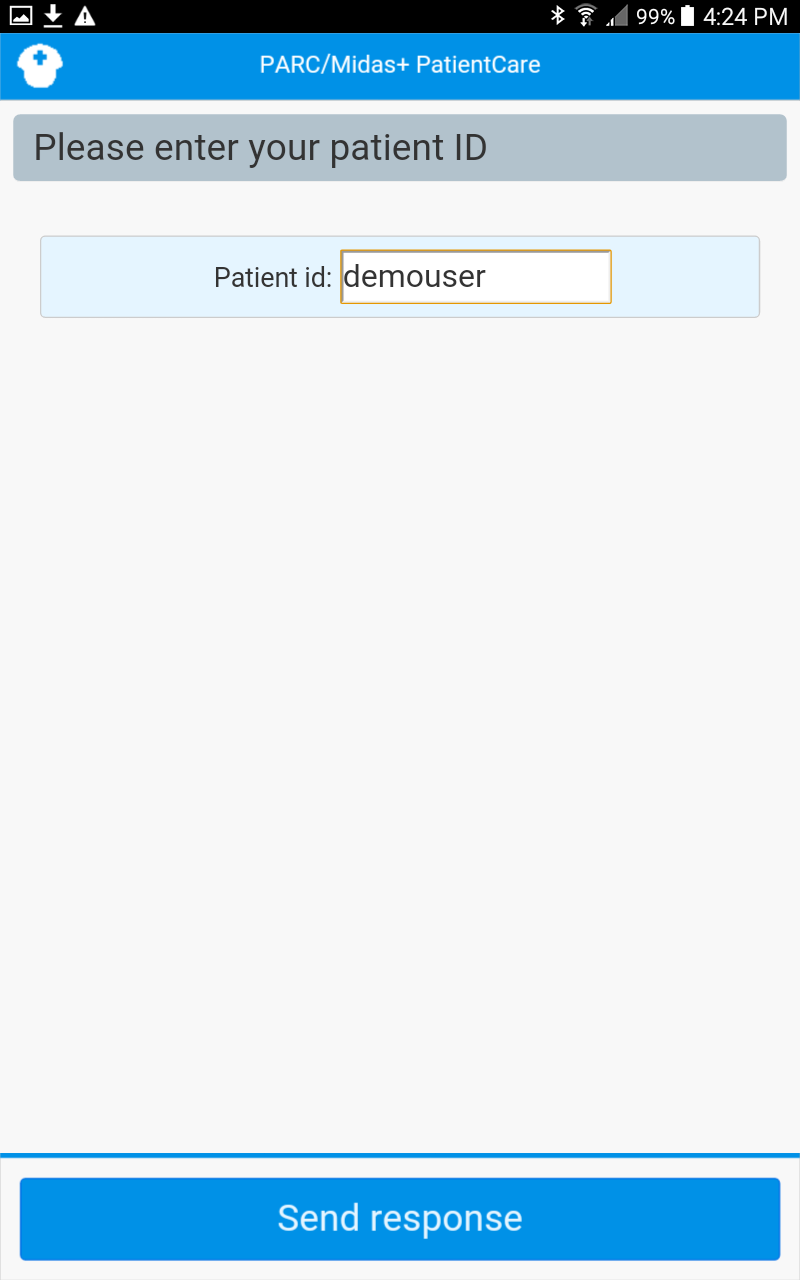 99% 4:24 PM
PARC/Midas+ PatientCare
Please enter your patient ID
Patient id: demouser
Send response